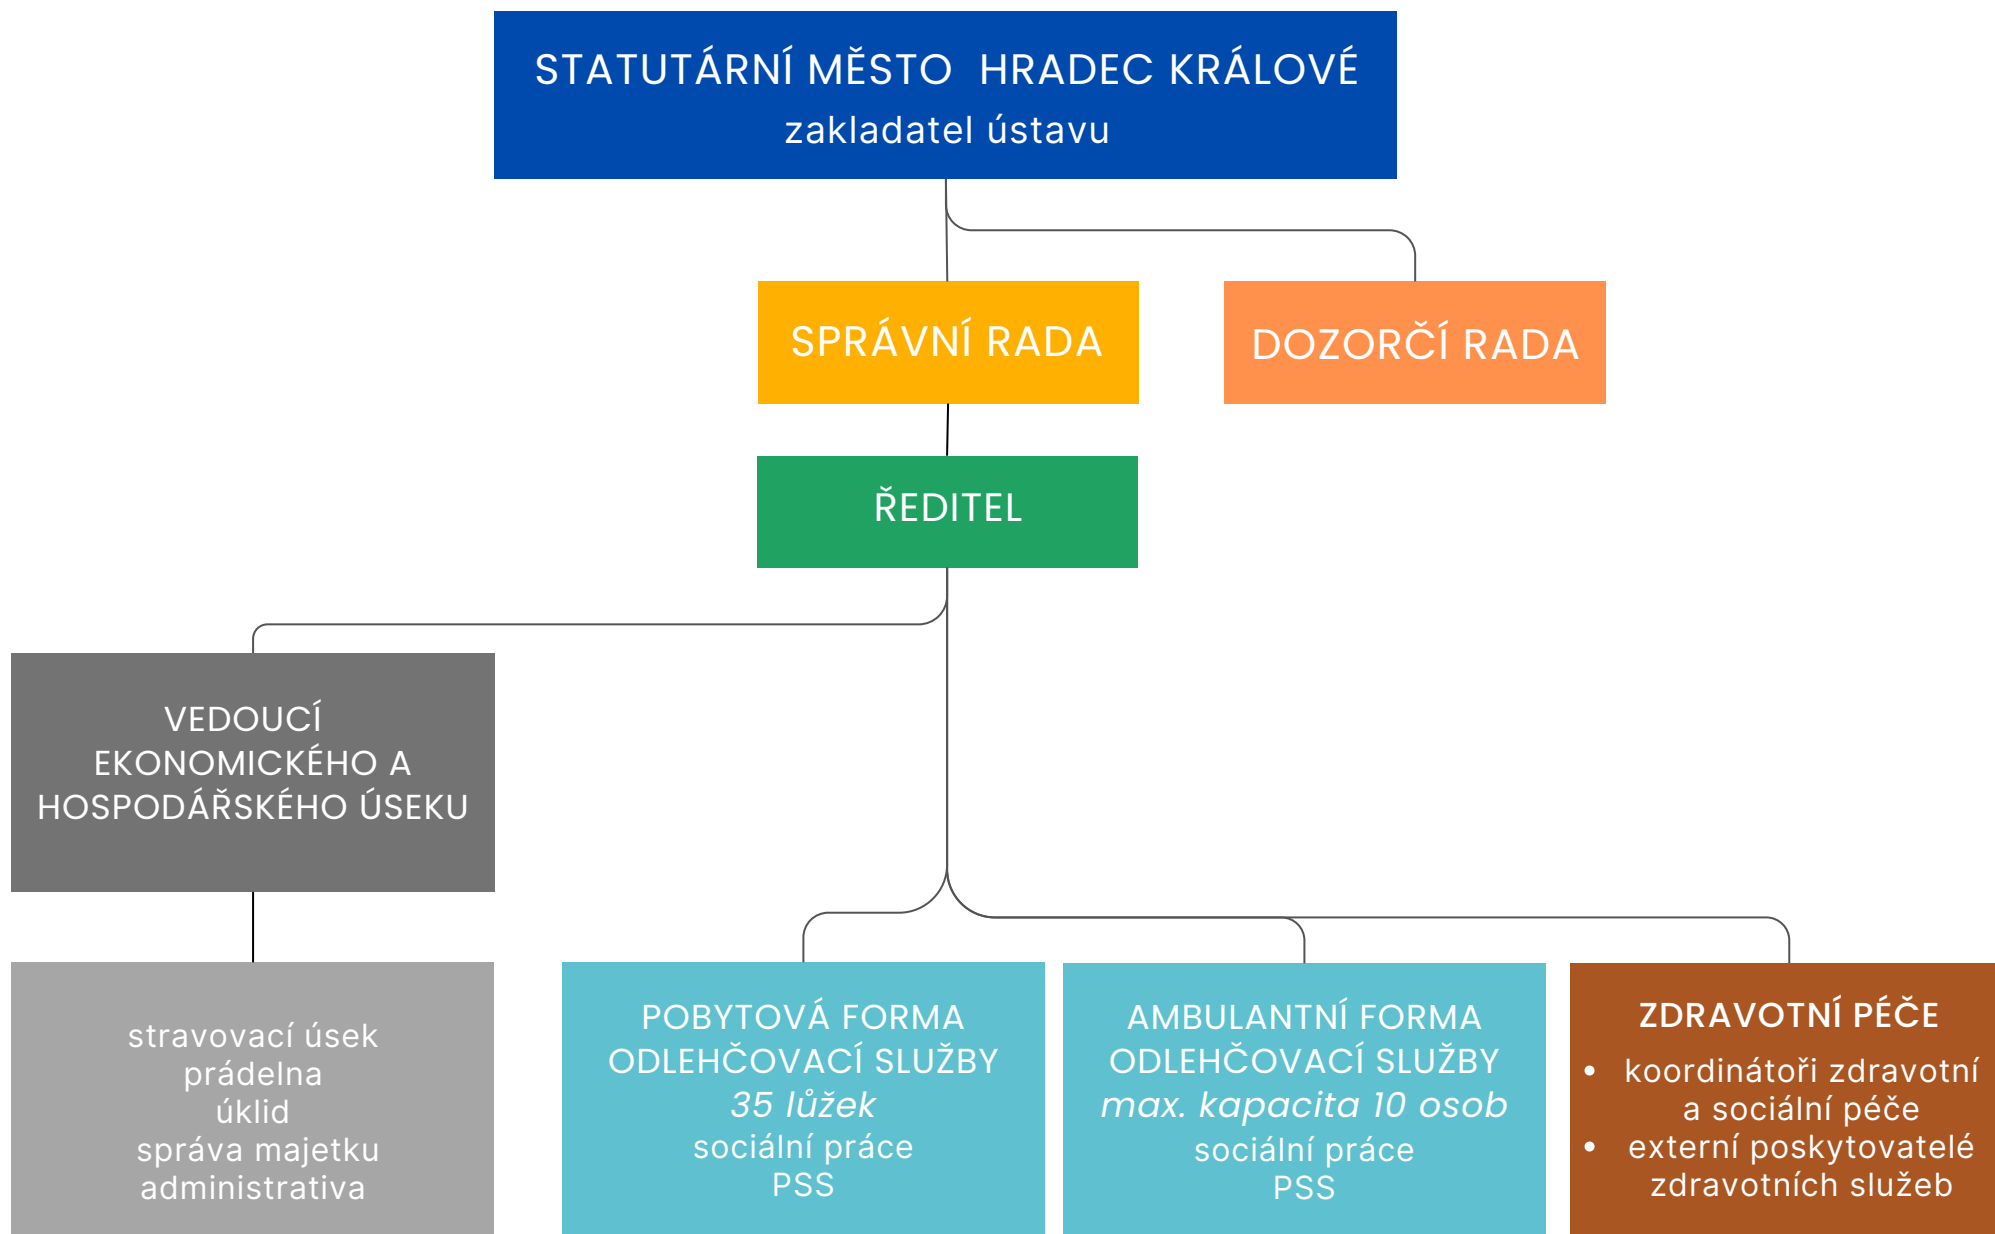 STATUTÁRNÍ MĚSTO HRADEC KRÁLOVÉ
zakladatel ústavu
SPRÁVNÍ RADA
DOZORČÍ RADA
ŘEDITEL
VEDOUCÍ
EKONOMICKÉHO A
HOSPODÁŘSKÉHO ÚSEKU
stravovací úsek
prádelna
úklid
správa majetku
administrativa
POBYTOVÁ FORMA
ODLEHČOVACÍ SLUŽBY
35 lůžek
sociální práce
PSS
AMBULANTNÍ FORMA
ODLEHČOVACÍ SLUŽBY
max. kapacita 10 osob
sociální práce
PSS
ZDRAVOTNÍ PÉČE
• koordinátoři zdravotní
a sociální péče
• externí poskytovatelé
zdravotních služeb